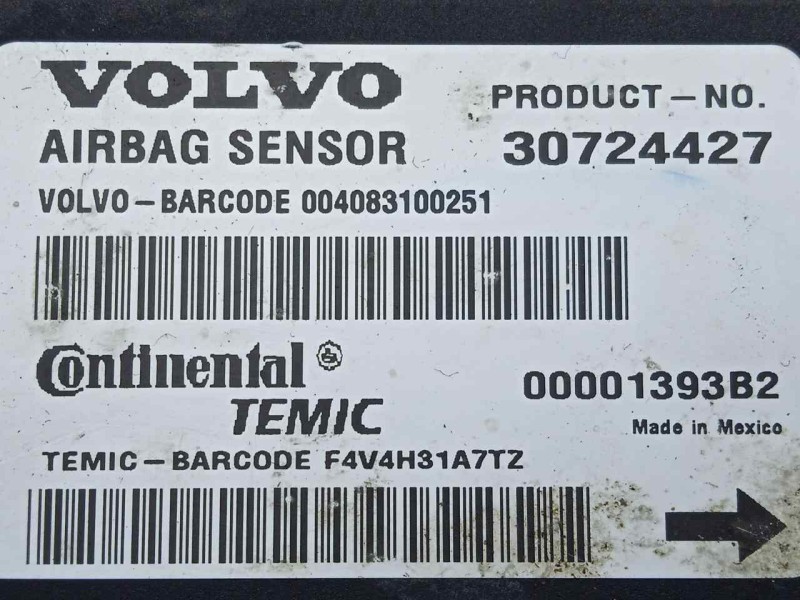 VOLVO
PRODUCT-NO.
AIRBAG SENSOR
30724427
VOLVO-BARCODE 004083100251
Continental
TEMIC
00001393B2
Made in Mexico
TEMIC-BARCODE F4V4H31A7TZ